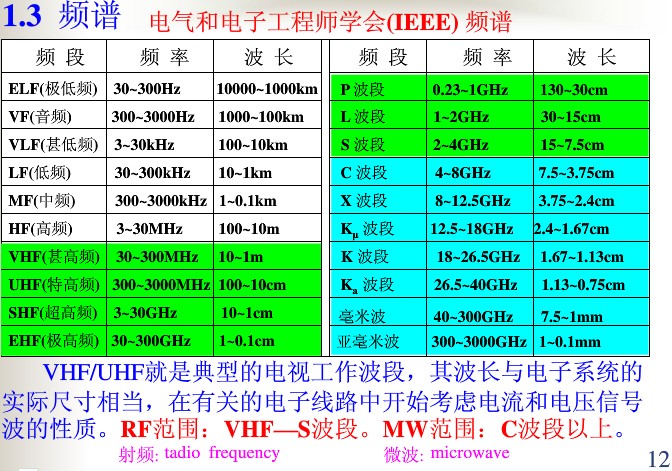 1.3 频谱 电气和电子工程师学会(IEEE) 频谱
频 段 频 率 波 长 频 段 频 率 波 长
ELF(极低频) 30~300Hz 10000~1000km P 波段 0.23~1GHz 130~30cm
VF(音频) 300~3000Hz 1000~100km L 波段 1~2GHz 30~15cm
VLF(甚低频) 3~30kHz 100~10km S 波段 2~4GHz 15~7.5cm
LF(低频) 30~300kHz 10~1km C 波段 4~8GHz 7.5~3.75cm
MF(中频) 300~3000kHz 1~0.1km X 波段 8~12.5GHz 3.75~2.4cm
HF(高频) 3~30MHz 100~10m Kμ 波段 12.5~18GHz 2.4~1.67cm
VHF(甚高频) 30~300MHz 10~1m K 波段 18~26.5GHz 1.67~1.13cm
UHF(特高频) 300~3000MHz 100~10cm Ka 波段 26.5~40GHz 1.13~0.75cm
SHF(超高频) 3~30GHz 10~1cm 毫米波 40~300GHz 7.5~1mm
EHF(极高频) 30~300GHz 1~0.1cm 亚毫米波 300~3000GHz 1~0.1mm
VHF/UHF就是典型的电视工作波段，其波长与电子系统的
实际尺寸相当，在有关的电子线路中开始考虑电流和电压信号
波的性质。RF范围：VHF—S波段。MW范围：C波段以上。
射频: tadio frequency 微波: microwave
12